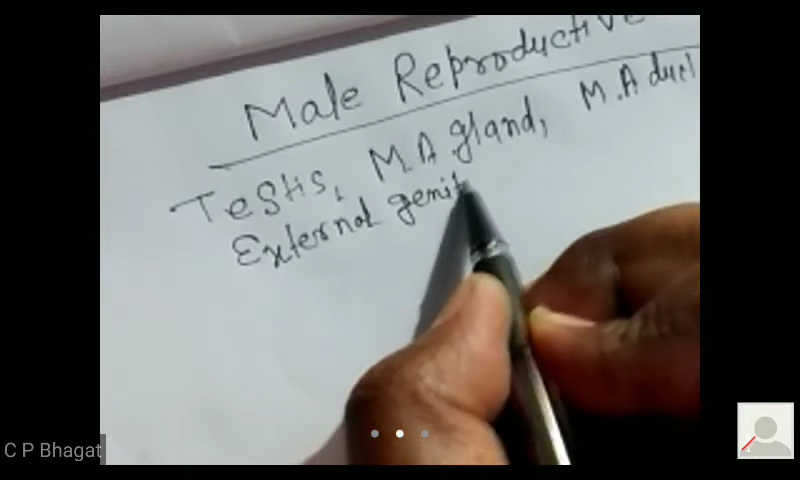 Male Reproductive
Testis, M.A gland, M.A duct
External genit
C P Bhagat